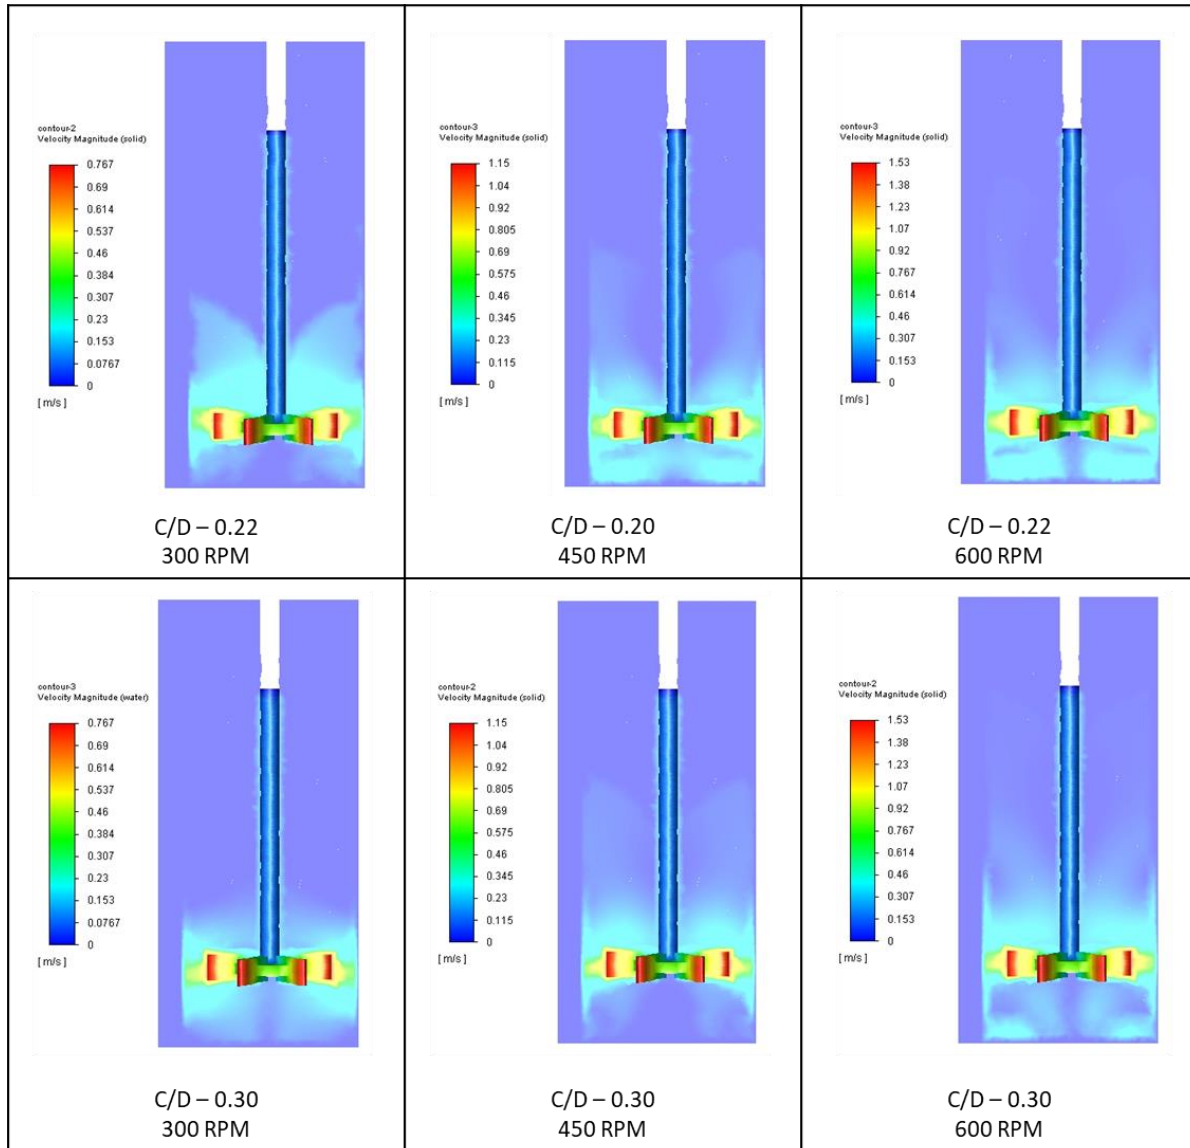 contour-2
Velocity Magnitude (solid)
0.767
0.69
0.614
0.537
0.46
0.384
0.307
0.23
0.153
0.0767
0
[ m/s ]
C/D – 0.22
300 RPM
contour-3
Velocity Magnitude (solid)
1.15
1.04
0.92
0.805
0.69
0.575
0.46
0.345
0.23
0.115
0
[ m/s ]
C/D – 0.20
450 RPM
contour-3
Velocity Magnitude (solid)
1.53
1.38
1.23
1.07
0.92
0.767
0.614
0.46
0.307
0.153
0
[ m/s ]
C/D – 0.22
600 RPM
contour-3
Velocity Magnitude (water)
0.767
0.69
0.614
0.537
0.46
0.384
0.307
0.23
0.153
0.0767
0
[ m/s ]
C/D – 0.30
300 RPM
contour-2
Velocity Magnitude (solid)
1.15
1.04
0.92
0.805
0.69
0.575
0.46
0.345
0.23
0.115
0
[ m/s ]
C/D – 0.30
450 RPM
contour-2
Velocity Magnitude (solid)
1.53
1.38
1.23
1.07
0.92
0.767
0.614
0.46
0.307
0.153
0
[ m/s ]
C/D – 0.30
600 RPM